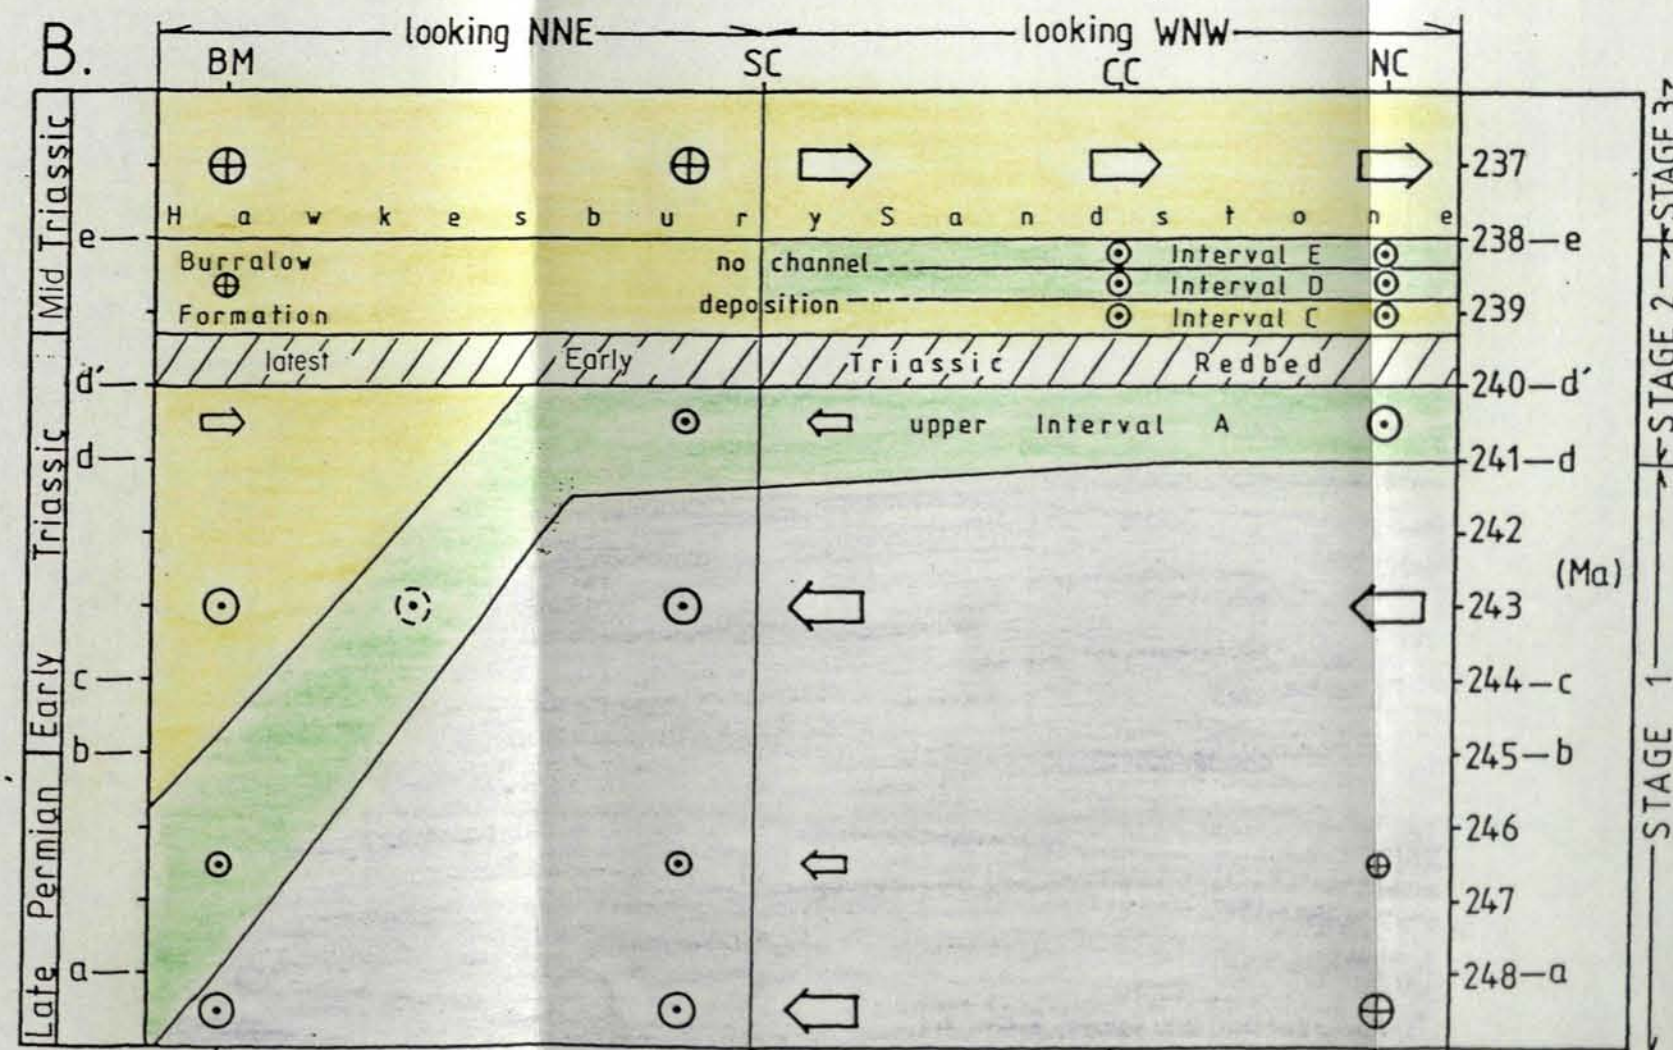 B.
looking NNE
looking WNW
BM
SC
CC
NC
Mid Triassic
Early Triassic
Late Permian
e
d´
d
c
b
a
Hawkesbury Sandstone
Burralow
Formation
no channel
deposition
Interval E
Interval D
Interval C
latest Early Triassic Redbed
upper Interval A
237
238—e
239
240—d´
241—d
242
(Ma)
243
244—c
245—b
246
247
248—a
STAGE 3
STAGE 2
STAGE 1